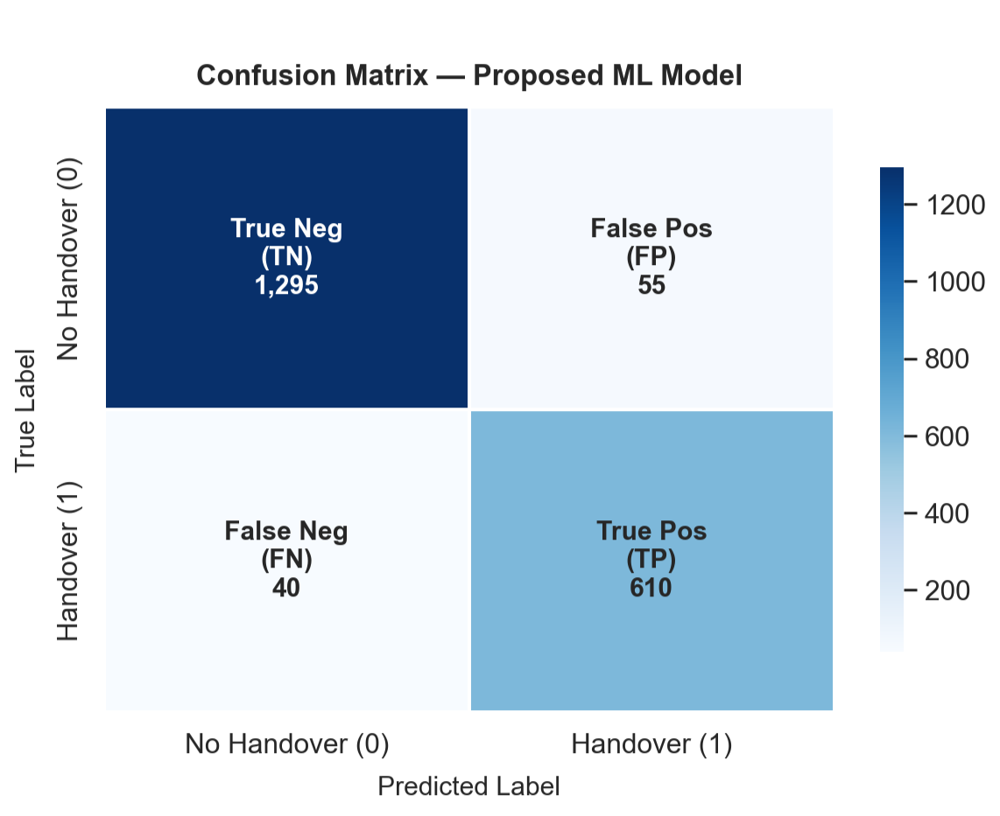 Confusion Matrix — Proposed ML Model
True Label
No Handover (0)
Handover (1)
True Neg
(TN)
1,295
False Pos
(FP)
55
False Neg
(FN)
40
True Pos
(TP)
610
No Handover (0)
Handover (1)
Predicted Label
1200
1000
800
600
400
200